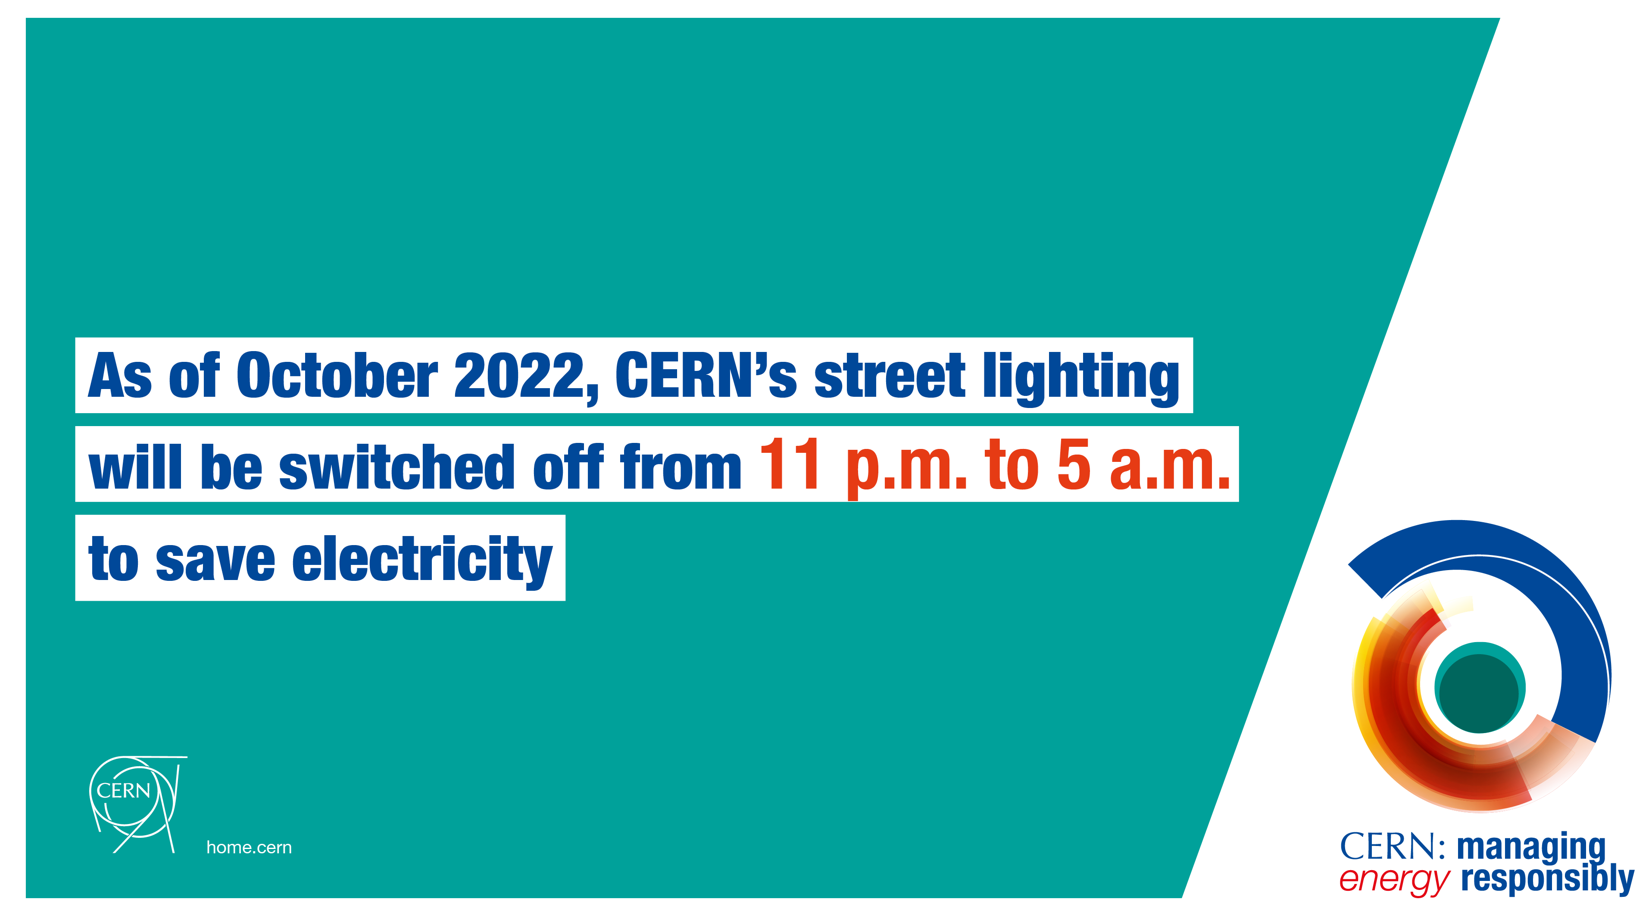 As of October 2022, CERN’s street lighting
will be switched off from 11 p.m. to 5 a.m.
to save electricity
CERN
home.cern
CERN: managing
energy responsibly